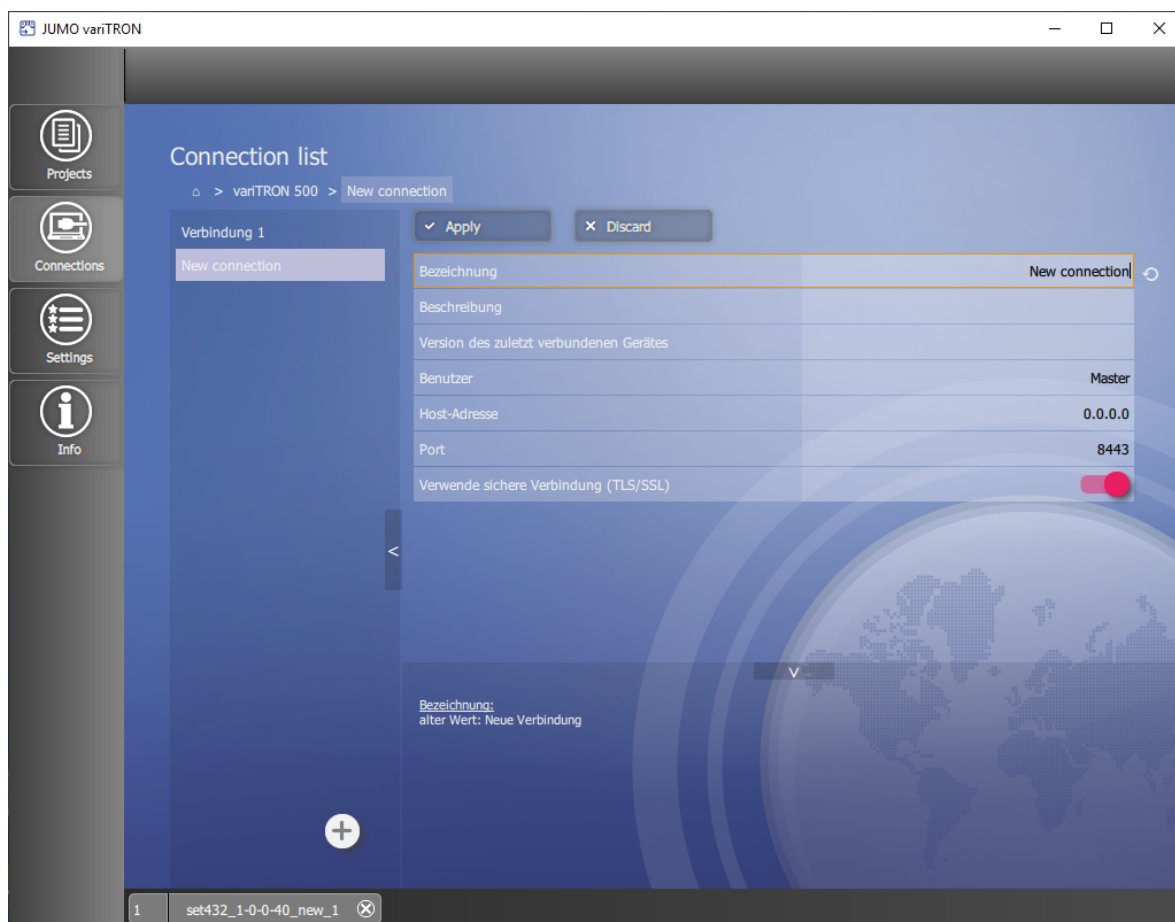 JUMO variTRON
Projects
Connections
Settings
Info
Connection list
> variTRON 500 > New connection
Verbindung 1
New connection
Apply
Discard
Bezeichnung New connection
Beschreibung
Version des zuletzt verbundenen Gerätes
Benutzer Master
Host-Adresse 0.0.0.0
Port 8443
Verwende sichere Verbindung (TLS/SSL)
<
V
Bezeichnung:
alter Wert: Neue Verbindung
1 set432_1-0-0-40_new_1